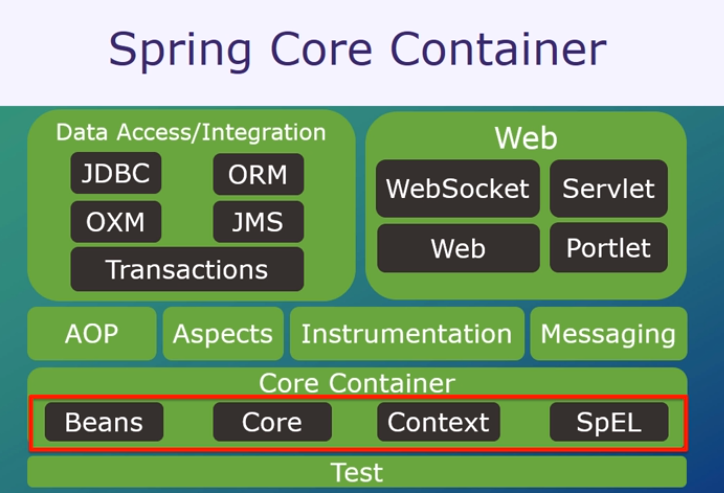 Spring Core Container
Data Access/Integration
JDBC
ORM
OXM
JMS
Transactions
Web
WebSocket
Servlet
Web
Portlet
AOP
Aspects
Instrumentation
Messaging
Core Container
Beans
Core
Context
SpEL
Test